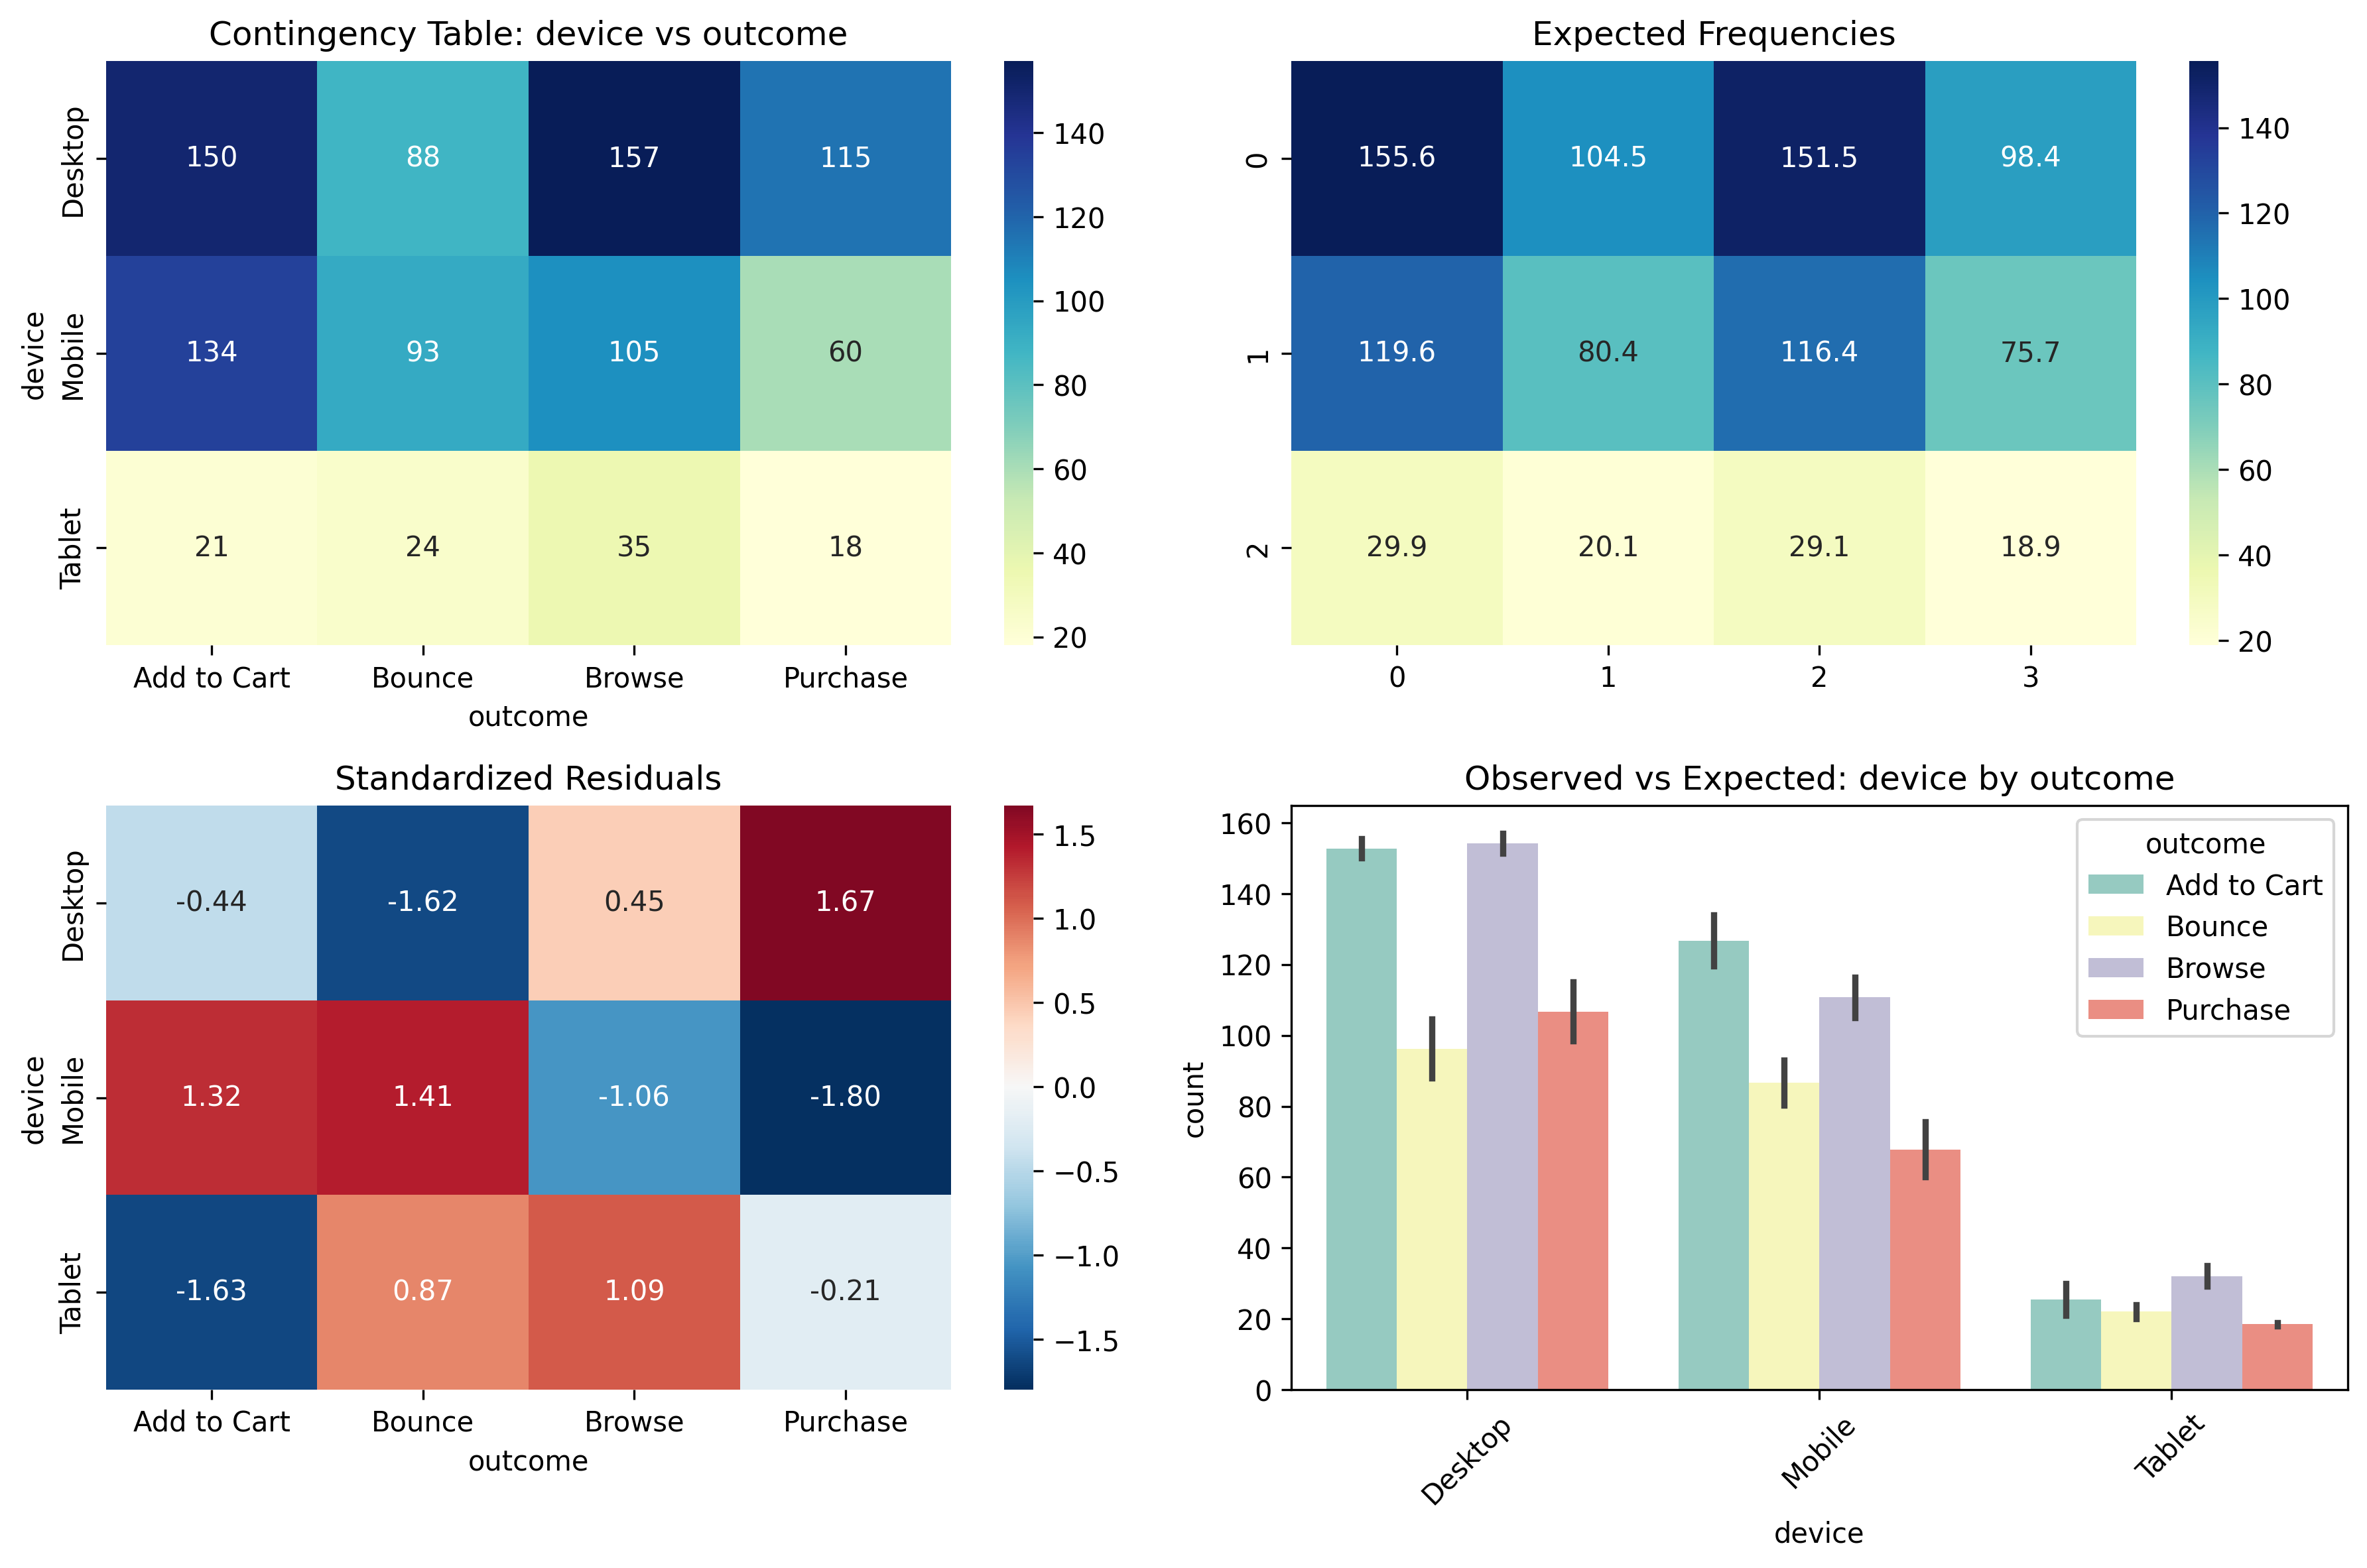 Contingency Table: device vs outcome
device
Desktop
Mobile
Tablet
150 88 157 115
134 93 105 60
21 24 35 18
Add to Cart Bounce Browse Purchase
outcome
140
120
100
80
60
40
20
Expected Frequencies
0
1
2
155.6 104.5 151.5 98.4
119.6 80.4 116.4 75.7
29.9 20.1 29.1 18.9
0 1 2 3
140
120
100
80
60
40
20
Standardized Residuals
device
Desktop
Mobile
Tablet
-0.44 -1.62 0.45 1.67
1.32 1.41 -1.06 -1.80
-1.63 0.87 1.09 -0.21
Add to Cart Bounce Browse Purchase
outcome
1.5
1.0
0.5
0.0
−0.5
−1.0
−1.5
Observed vs Expected: device by outcome
count
160
140
120
100
80
60
40
20
0
outcome
Add to Cart
Bounce
Browse
Purchase
Desktop Mobile Tablet
device